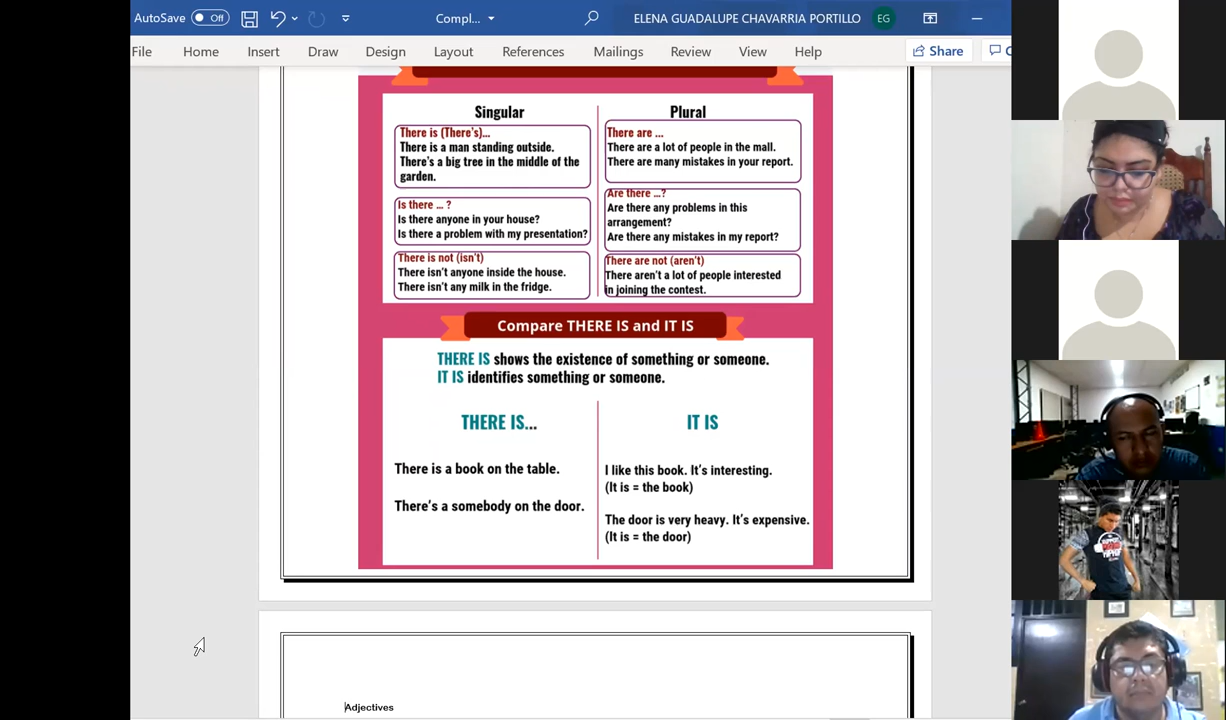 AutoSave Off Compl... ELENA GUADALUPE CHAVARRIA PORTILLO EG
File Home Insert Draw Design Layout References Mailings Review View Help Share
Singular
There is (There's)...
There is a man standing outside.
There's a big tree in the middle of the
garden.
Is there ... ?
Is there anyone in your house?
Is there a problem with my presentation?
There is not (isn't)
There isn't anyone inside the house.
There isn't any milk in the fridge.
Plural
There are ...
There are a lot of people in the mall.
There are many mistakes in your report.
Are there ...?
Are there any problems in this
arrangement?
Are there any mistakes in my report?
There are not (aren't)
There aren't a lot of people interested
in joining the contest.
Compare THERE IS and IT IS
THERE IS shows the existence of something or someone.
IT IS identifies something or someone.
THERE IS...
There is a book on the table.
There's a somebody on the door.
IT IS
I like this book. It's interesting.
(It is = the book)
The door is very heavy. It's expensive.
(It is = the door)
Adjectives